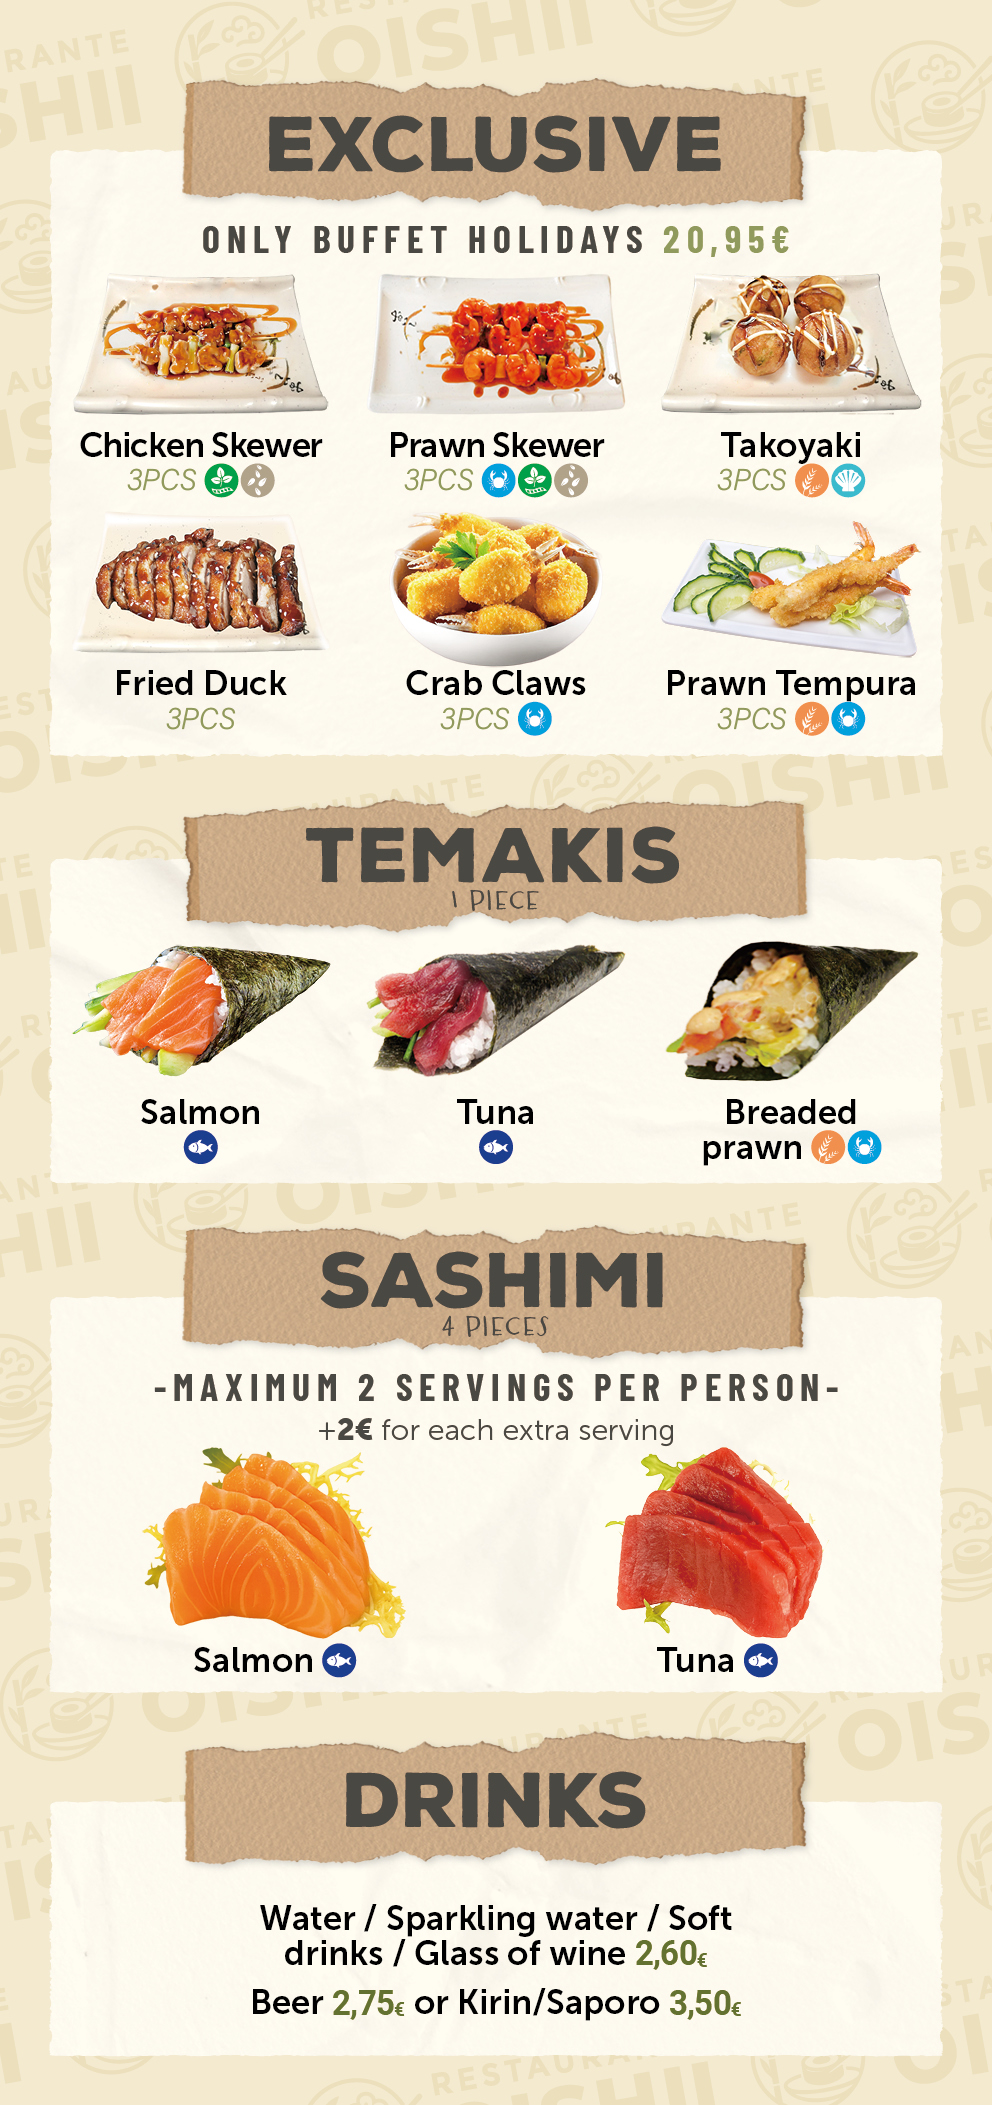 EXCLUSIVE
ONLY BUFFET HOLIDAYS 20,95€
Chicken Skewer
3PCS
Prawn Skewer
3PCS
Takoyaki
3PCS
Fried Duck
3PCS
Crab Claws
3PCS
Prawn Tempura
3PCS
TEMAKIS
1 PIECE
Salmon
Tuna
Breaded
prawn
SASHIMI
4 PIECES
-MAXIMUM 2 SERVINGS PER PERSON-
+2€ for each extra serving
Salmon
Tuna
DRINKS
Water / Sparkling water / Soft
drinks / Glass of wine 2,60€
Beer 2,75€ or Kirin/Saporo 3,50€